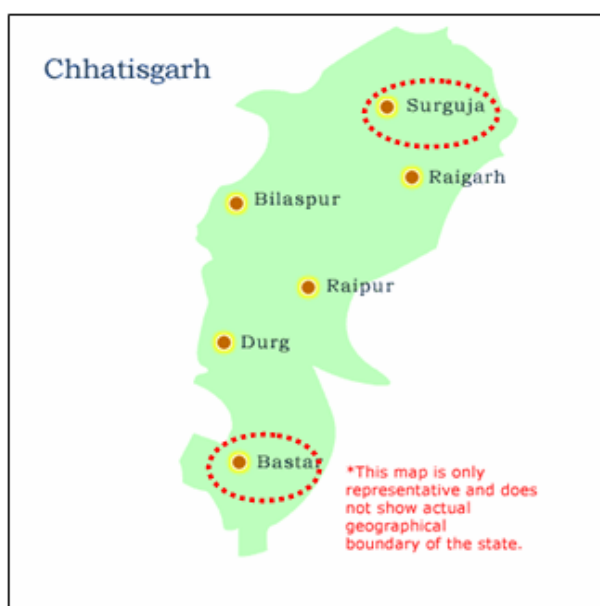 Chhatisgarh
Surguja
Raigarh
Bilaspur
Raipur
Durg
Bastar
*This map is only
representative and does
not show actual
geographical
boundary of the state.